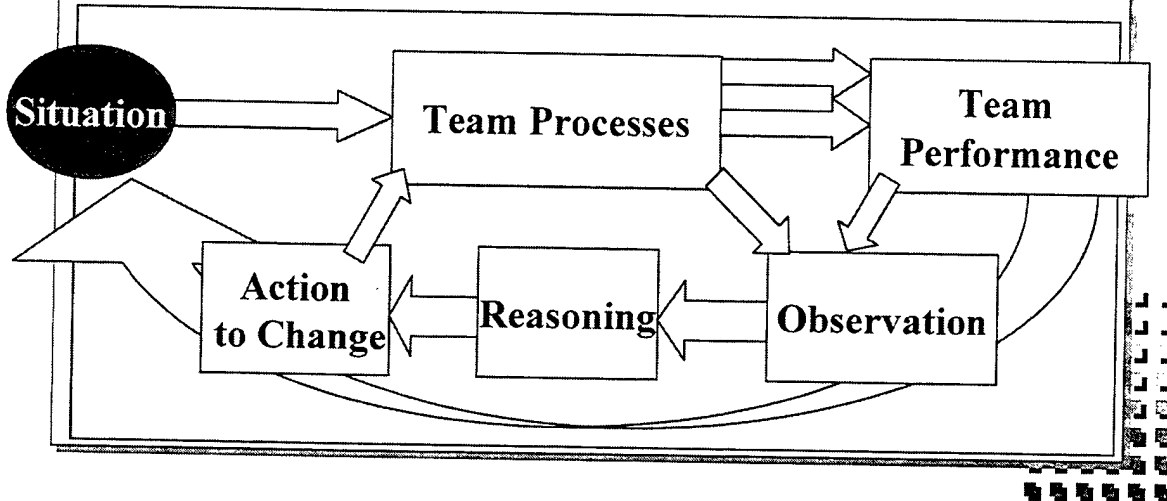 Situation
Team Processes
Team
Performance
Action
to Change
Reasoning
Observation